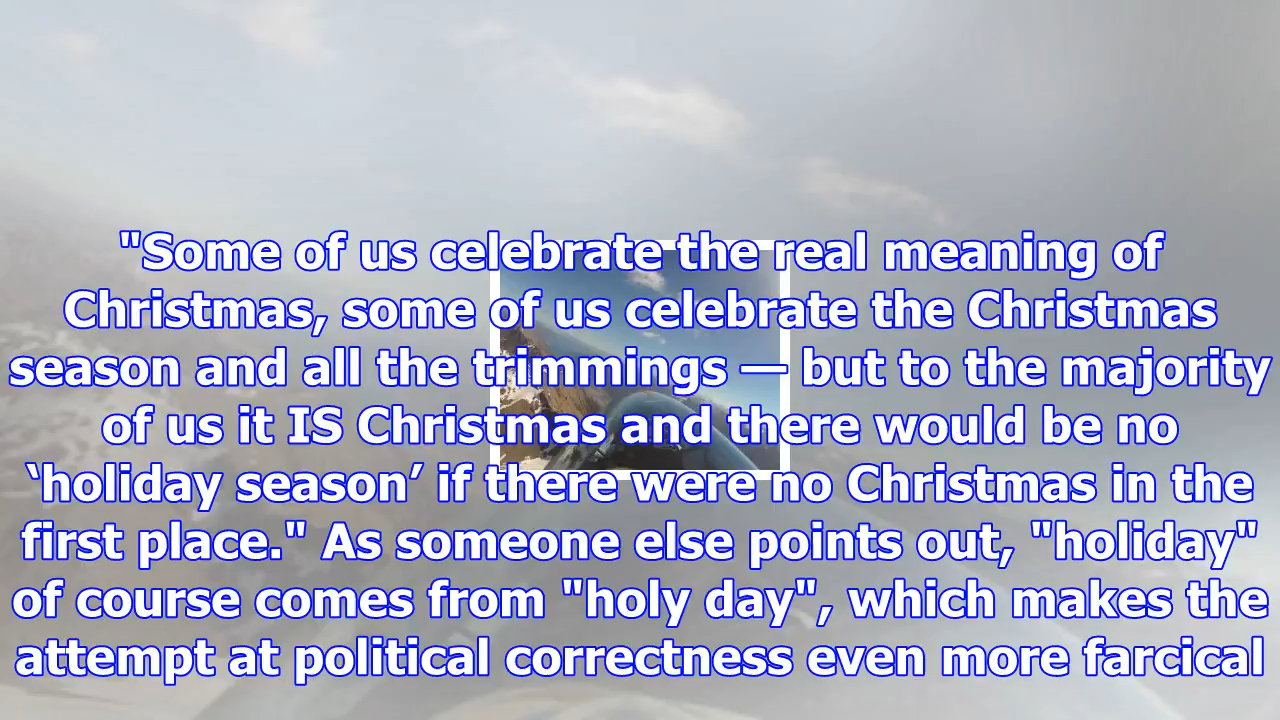 "Some of us celebrate the real meaning of
Christmas, some of us celebrate the Christmas
season and all the trimmings — but to the majority
of us it IS Christmas and there would be no
‘holiday season’ if there were no Christmas in the
first place." As someone else points out, "holiday"
of course comes from "holy day", which makes the
attempt at political correctness even more farcical